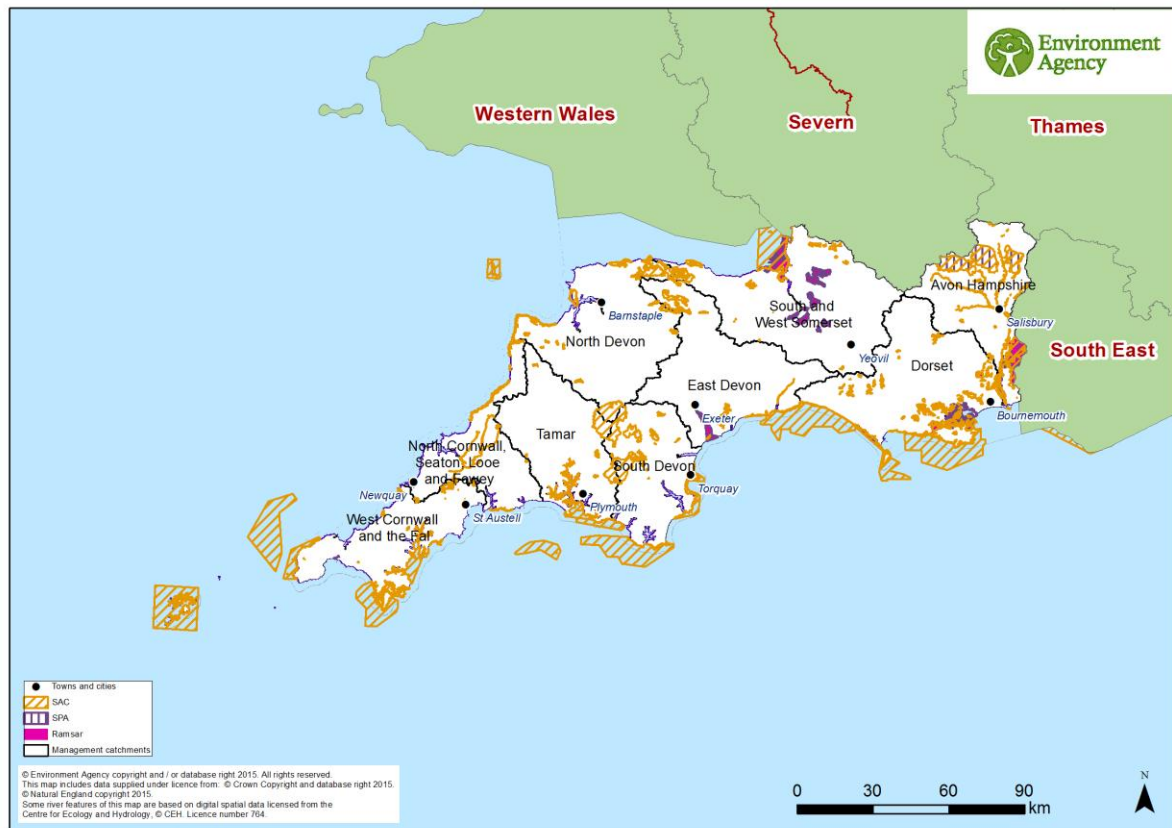 Environment
Agency
Western Wales
Severn
Thames
South East
Avon Hampshire
Salisbury
South and
West Somerset
Yeovil
Barnstaple
North Devon
Dorset
Bournemouth
East Devon
Exeter
Tamar
South Devon
Torquay
North Cornwall,
Seaton, Looe
and Fowey
Newquay
Plymouth
St Austell
West Cornwall
and the Fal
Towns and cities
SAC
SPA
Ramsar
Management catchments
© Environment Agency copyright and / or database right 2015. All rights reserved.
This map includes data supplied under licence from: © Crown Copyright and database right 2015.
© Natural England copyright 2015.
Some river features of this map are based on digital spatial data licensed from the
Centre for Ecology and Hydrology, © CEH. Licence number 764.
0 30 60 90
km
N